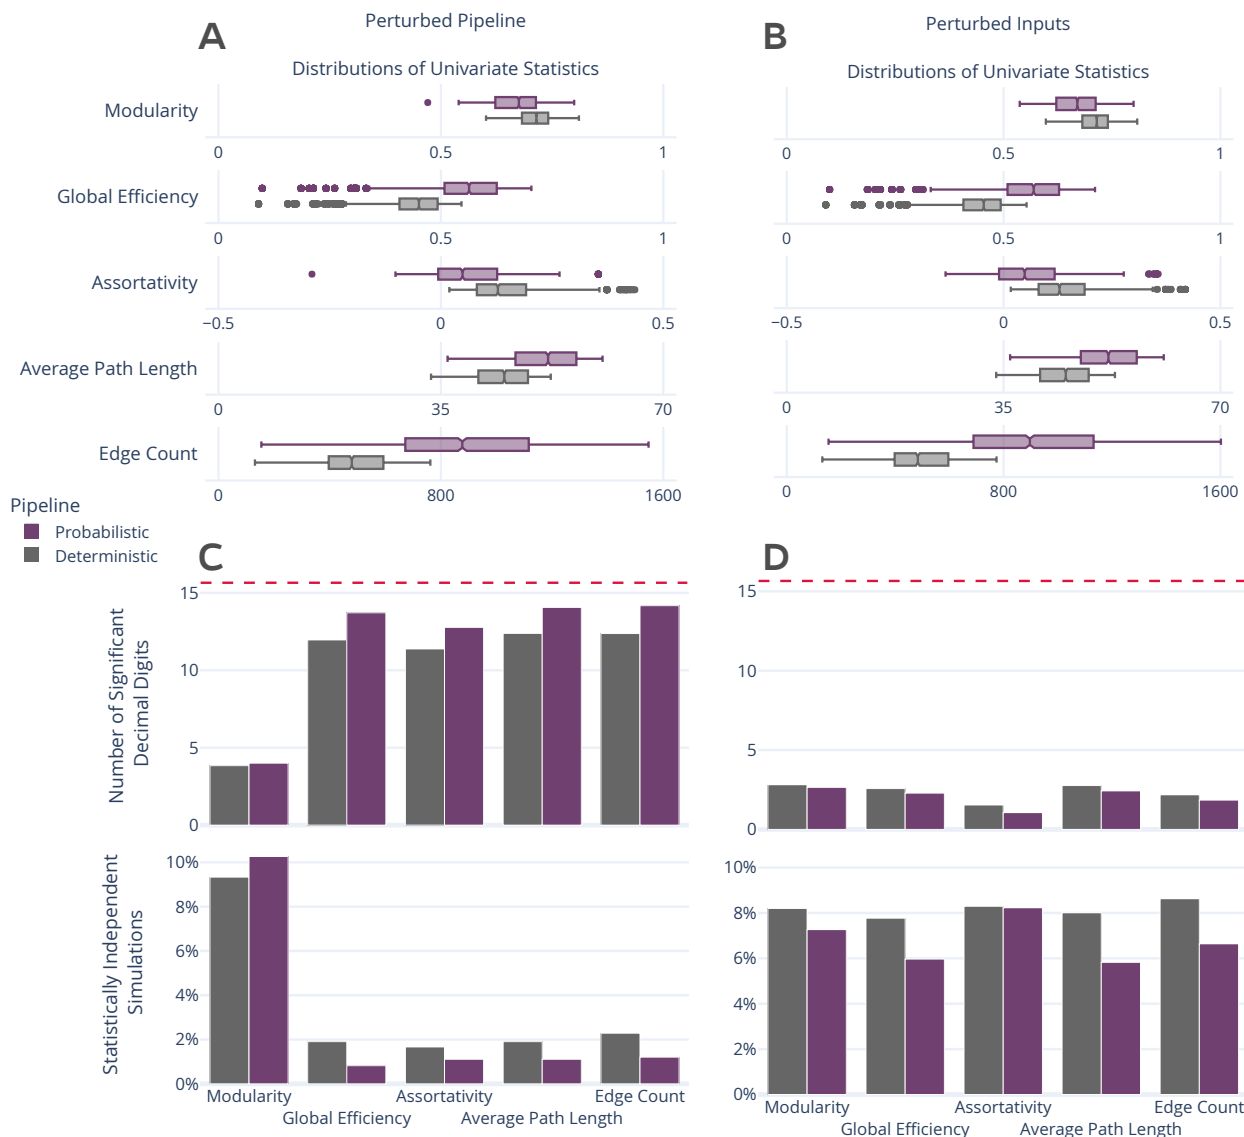 A
Perturbed Pipeline
Distributions of Univariate Statistics
Modularity
0 0.5 1
Global Efficiency
0 0.5 1
Assortativity
−0.5 0 0.5
Average Path Length
0 35 70
Edge Count
0 800 1600
B
Perturbed Inputs
Distributions of Univariate Statistics
0 0.5 1
0 0.5 1
−0.5 0 0.5
0 35 70
0 800 1600
Pipeline
Probabilistic
Deterministic
C
Number of Significant
Decimal Digits
15
10
5
0
Statistically Independent
Simulations
10%
8%
6%
4%
2%
0%
Modularity
Global Efficiency
Assortativity
Average Path Length
Edge Count
D
15
10
5
0
10%
8%
6%
4%
2%
0%
Modularity
Global Efficiency
Assortativity
Average Path Length
Edge Count